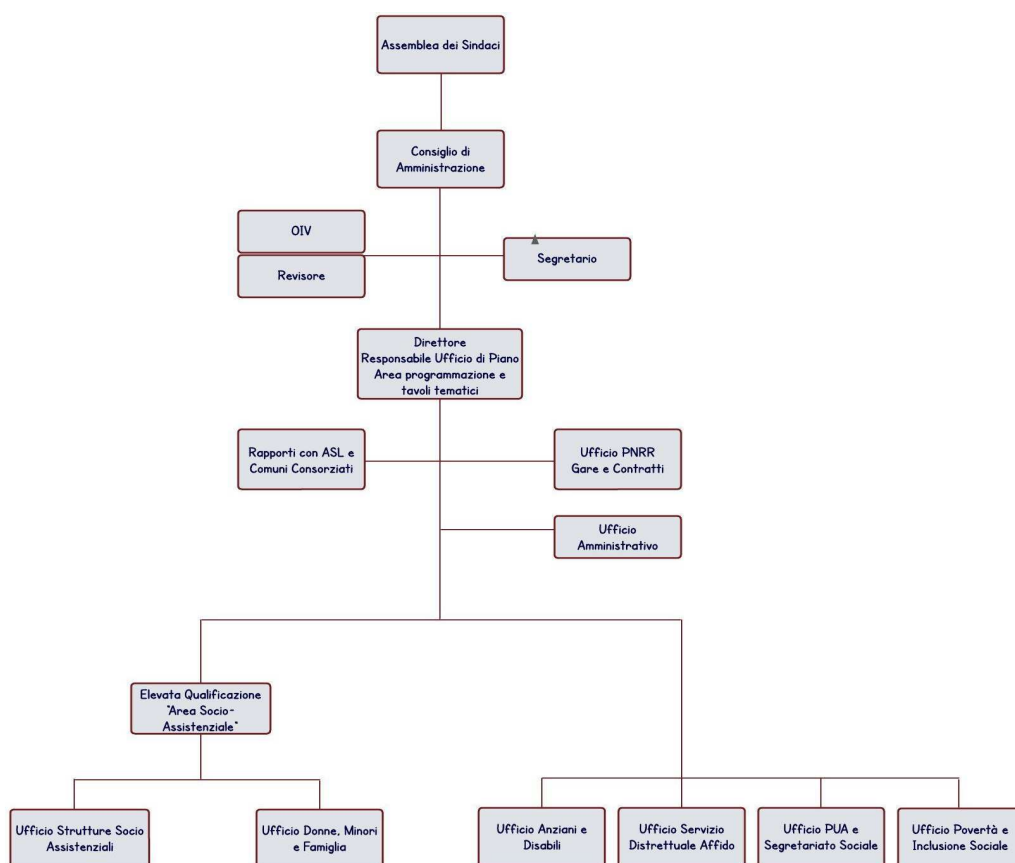 Assemblea dei Sindaci
Consiglio di
Amministrazione
OIV
Revisore
Segretario
Direttore
Responsabile Ufficio di Piano
Area programmazione e
tavoli tematici
Rapporti con ASL e
Comuni Consorziati
Ufficio PNRR
Gare e Contratti
Ufficio
Amministrativo
Elevata Qualificazione
"Area Socio-
Assistenziale"
Ufficio Strutture Socio
Assistenziali
Ufficio Donne, Minori
e Famiglia
Ufficio Anziani e
Disabili
Ufficio Servizio
Distrettuale Affido
Ufficio PUA e
Segretariato Sociale
Ufficio Povertà e
Inclusione Sociale